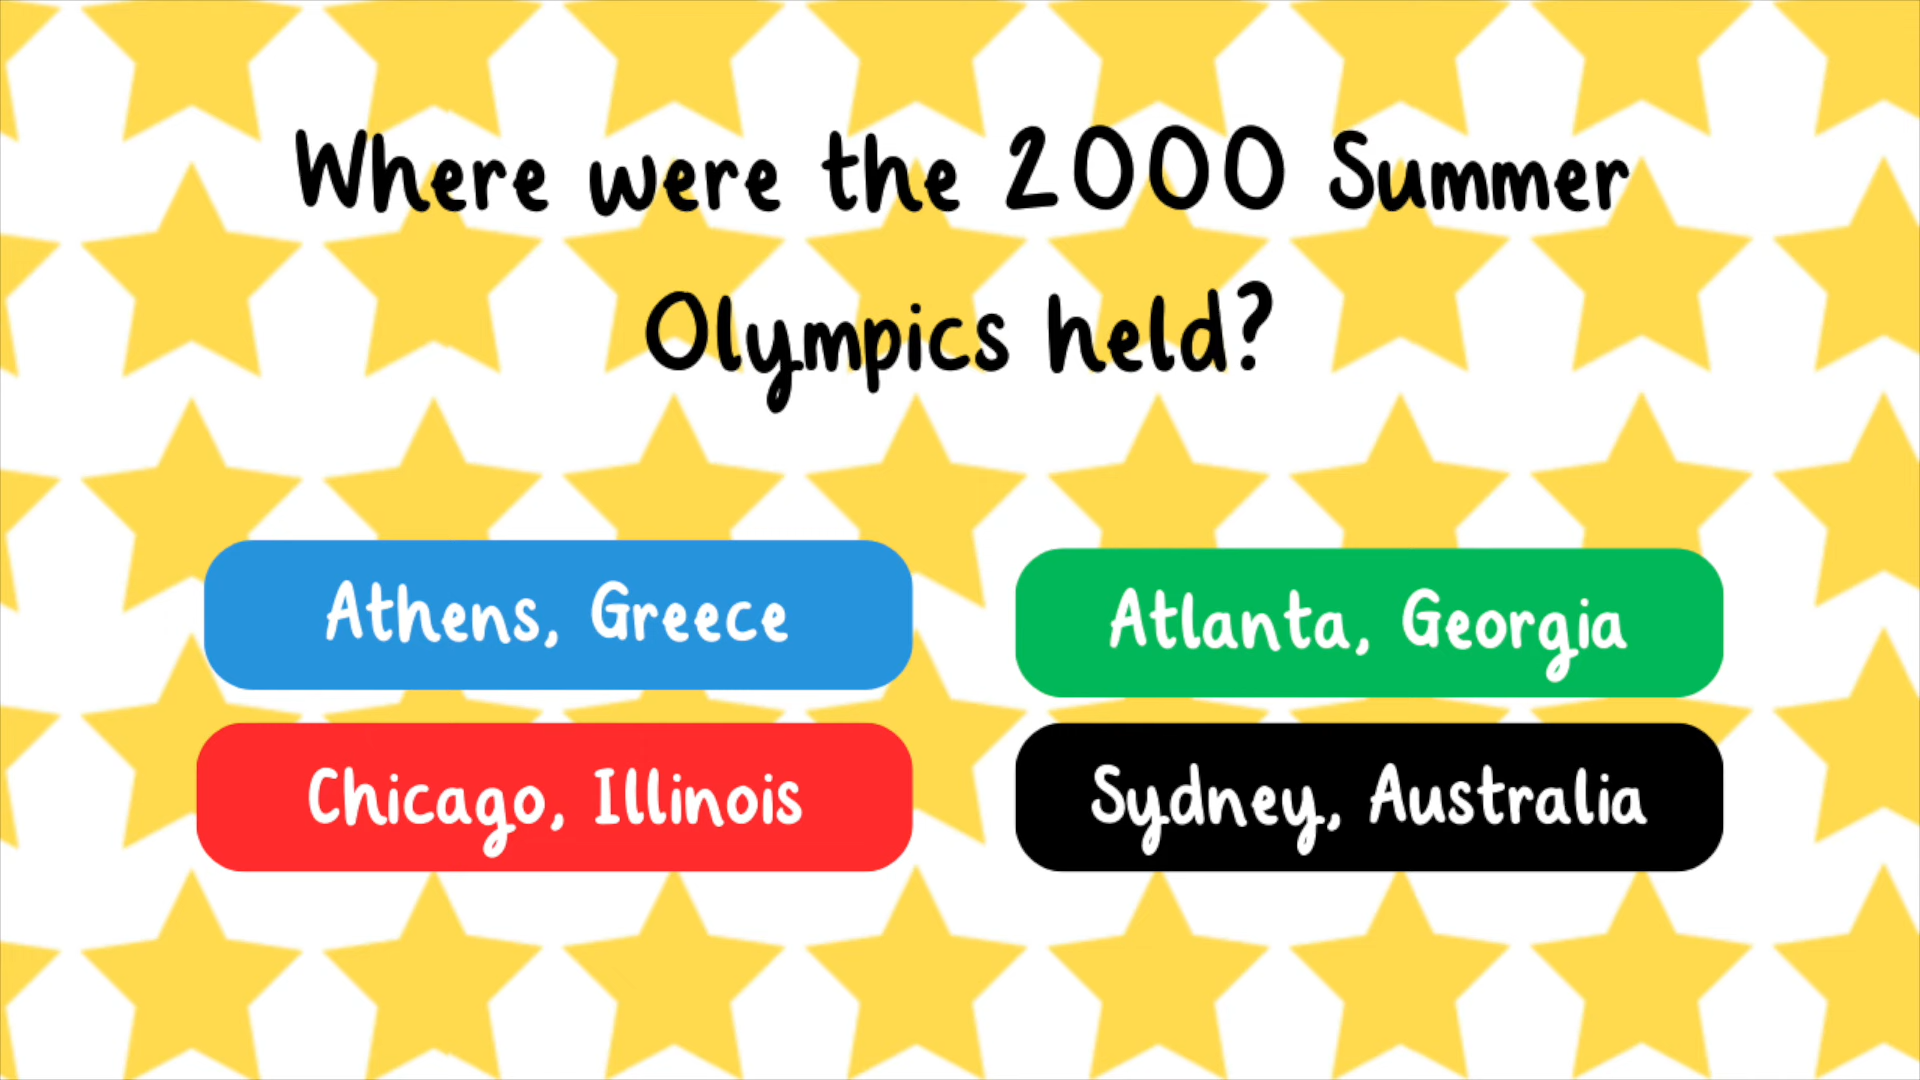 Where were the 2000 Summer
Olympics held?
Athens, Greece
Atlanta, Georgia
Chicago, Illinois
Sydney, Australia